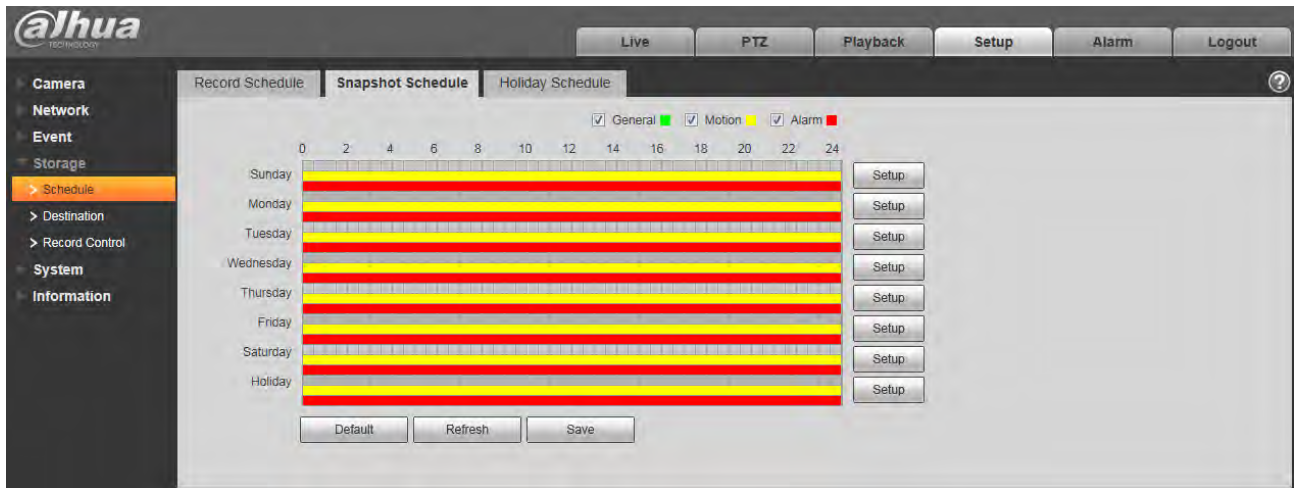 alhua
TECHNOLOGY
Live PTZ Playback Setup Alarm Logout
Camera
Network
Event
Storage
> Schedule
> Destination
> Record Control
System
Information
Record Schedule Snapshot Schedule Holiday Schedule
?
General Motion Alarm
0 2 4 6 8 10 12 14 16 18 20 22 24
Sunday Setup
Monday Setup
Tuesday Setup
Wednesday Setup
Thursday Setup
Friday Setup
Saturday Setup
Holiday Setup
Default Refresh Save